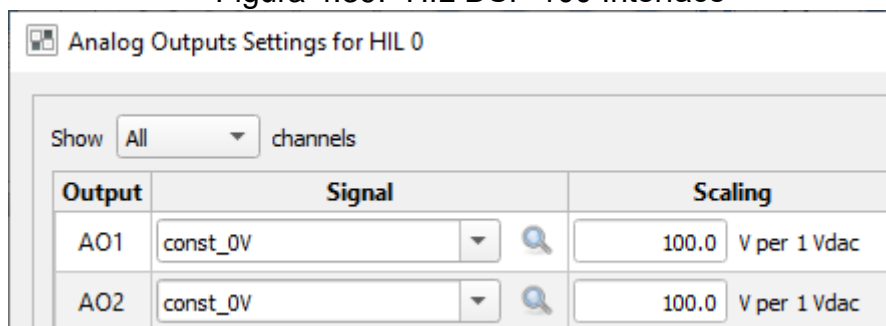 Analog Outputs Settings for HIL 0
Show All channels
Output Signal Scaling
AO1 const_0V 100.0 V per 1 Vdac
AO2 const_0V 100.0 V per 1 Vdac